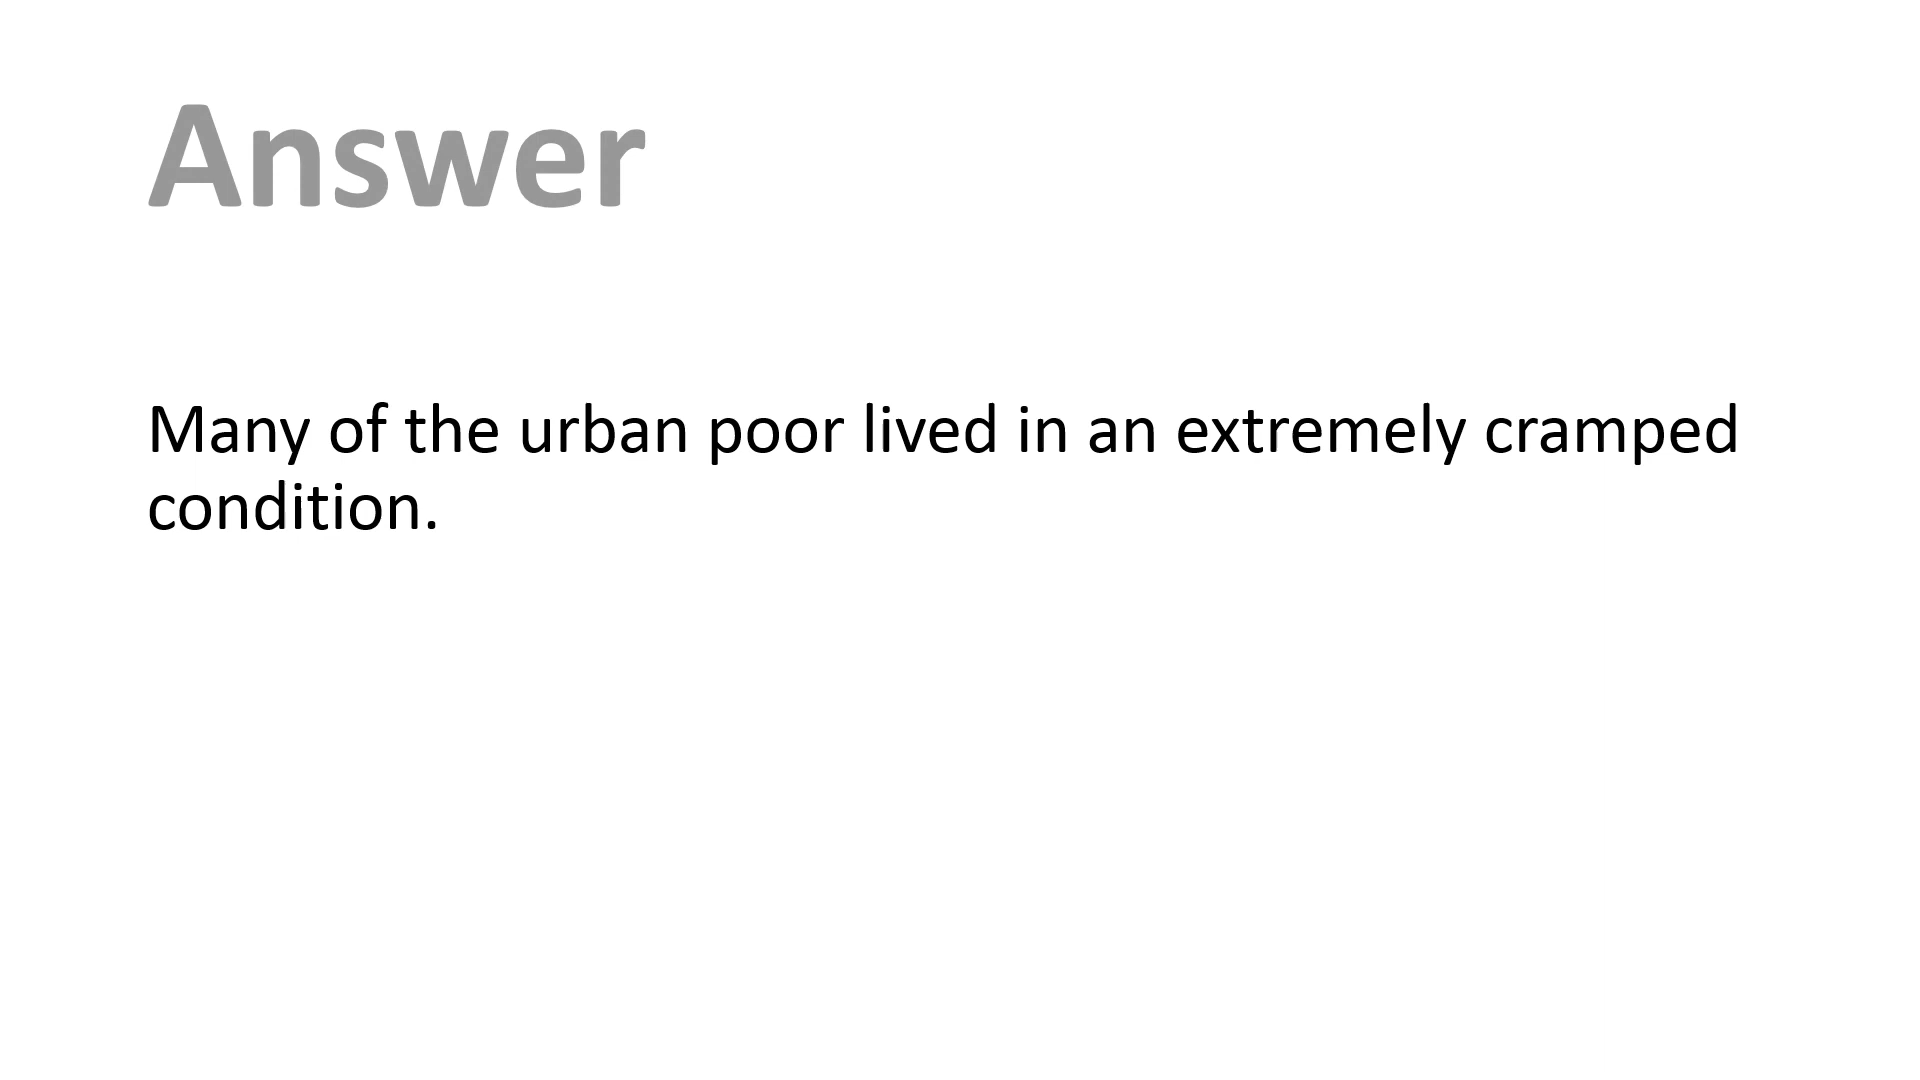 Answer
Many of the urban poor lived in an extremely cramped
condition.